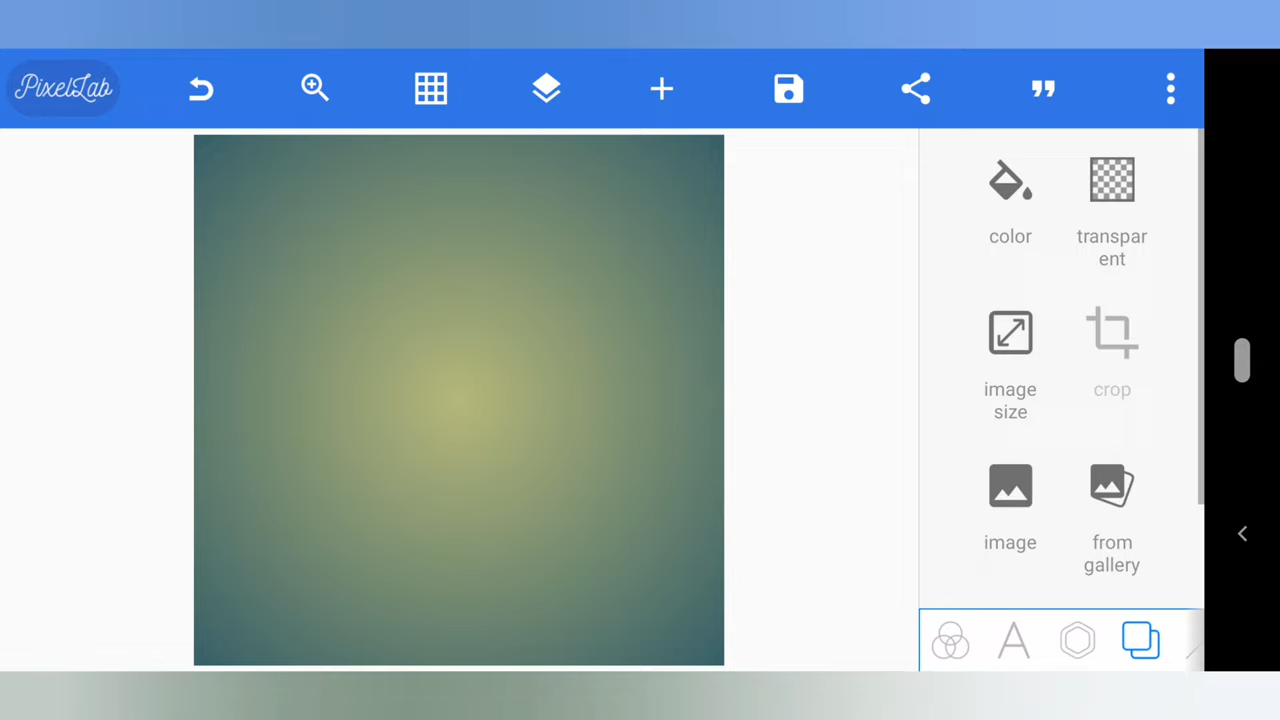 PixelLab
color
transpar
ent
image
size
crop
image
from
gallery